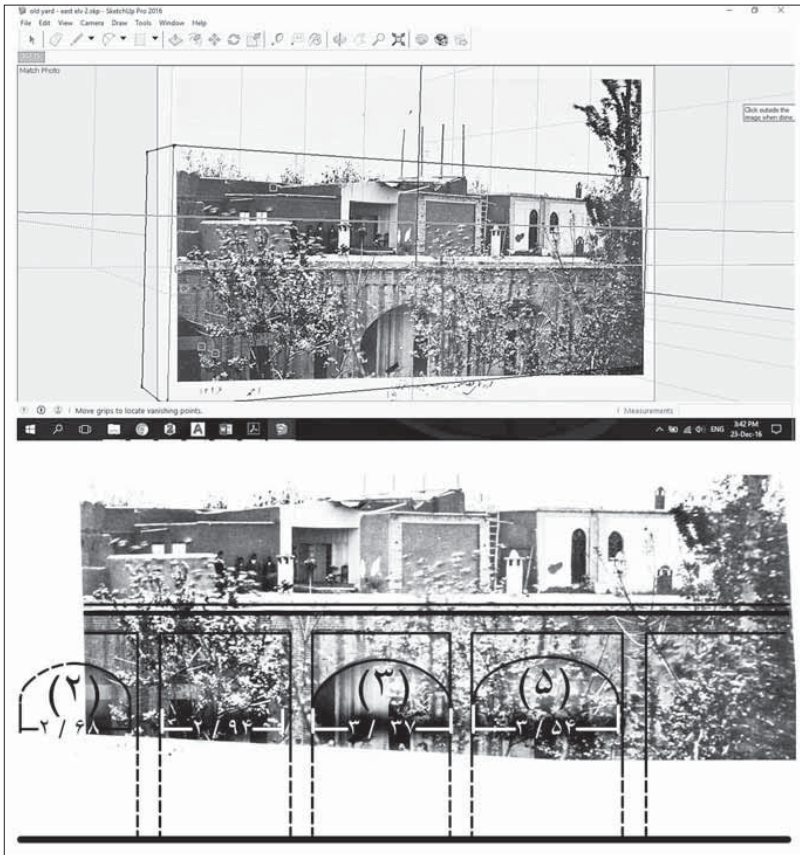 old yard - east elv 2.skp - SketchUp Pro 2016
File Edit View Camera Draw Tools Window Help
Match Photo
Click outside the
image when done.
۱۳۲۶
Move grips to locate vanishing points.
Measurements
ENG
3:42 PM
23-Dec-16
(۲) (۳) (۵)
۲ / ۶۸ ۲ / ۹۴ ۳ / ۳۷ ۳ / ۵۴